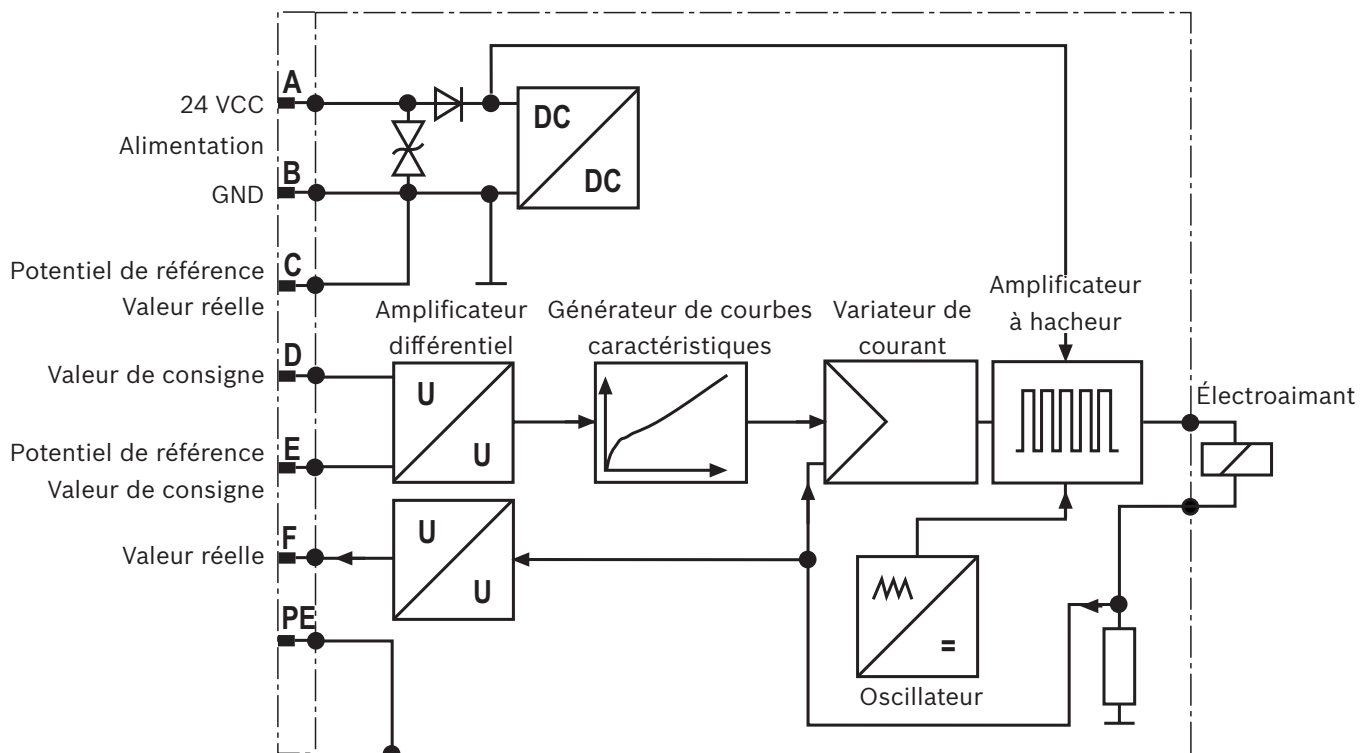 A
24 VCC
Alimentation
B
GND
DC
DC
C
Potentiel de référence
Valeur réelle
Amplificateur
différentiel
Générateur de courbes
caractéristiques
Variateur de
courant
Amplificateur
à hacheur
D
Valeur de consigne
U
U
Électroaimant
E
Potentiel de référence
Valeur de consigne
F
Valeur réelle
U
U
PE
=
Oscillateur